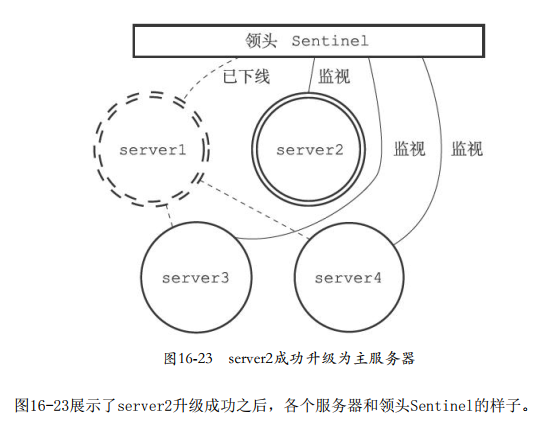 领头 Sentinel
已下线
监视
server1
server2
监视
监视
server3
server4
图16-23 server2成功升级为主服务器
图16-23展示了server2升级成功之后，各个服务器和领头Sentinel的样子。